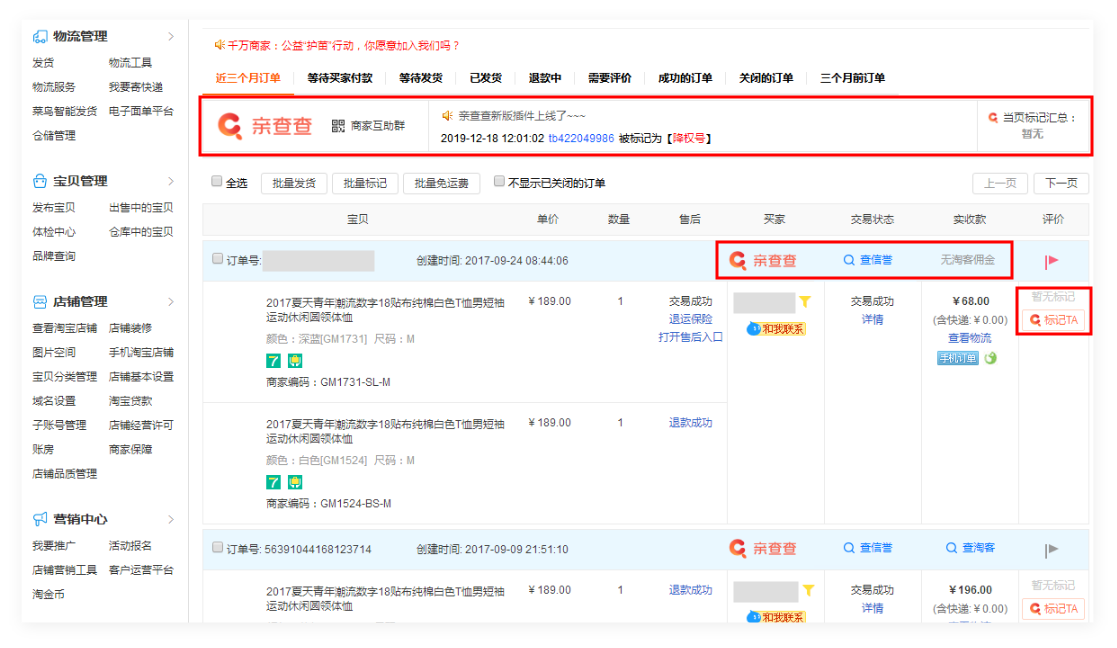 物流管理
发货 物流工具
物流服务 我要寄快递
菜鸟智能发货 电子面单平台
仓储管理
宝贝管理
发布宝贝 出售中的宝贝
体检中心 仓库中的宝贝
品牌查询
店铺管理
查看淘宝店铺 店铺装修
图片空间 手机淘宝店铺
宝贝分类管理 店铺基本设置
域名设置 淘宝贷款
子账号管理 店铺经营许可
账房 商家保障
店铺品质管理
营销中心
我要推广 活动报名
店铺营销工具 客户运营平台
淘金币
千万商家：公益“护苗”行动，你愿意加入我们吗？
近三个月订单 等待买家付款 等待发货 已发货 退款中 需要评价 成功的订单 关闭的订单 三个月前订单
亲查查 商家互助群
亲查查新版插件上线了~~~
2019-12-18 12:01:02 tb422049986 被标记为【降权号】
当页标记汇总：
暂无
全选 批量发货 批量标记 批量免运费 不显示已关闭的订单 上一页 下一页
宝贝 单价 数量 售后 买家 交易状态 实收款 评价
订单号: 创建时间: 2017-09-24 08:44:06 亲查查 查信誉 无淘客佣金
2017夏天青年潮流数字18贴布纯棉白色T恤男短袖 ￥189.00 1 交易成功 交易成功 ￥68.00 暂无标记
运动休闲圆领体恤 退运保险 和我联系 详情 (含快递:￥0.00) 标记TA
颜色：深蓝[GM1731] 尺码：M 打开售后入口 查看物流
7 手机订单
商家编码：GM1731-SL-M
2017夏天青年潮流数字18贴布纯棉白色T恤男短袖 ￥189.00 1 退款成功
运动休闲圆领体恤
颜色：白色[GM1524] 尺码：M
7
商家编码：GM1524-BS-M
订单号: 56391044168123714 创建时间: 2017-09-09 21:51:10 亲查查 查信誉 查淘客
2017夏天青年潮流数字18贴布纯棉白色T恤男短袖 ￥189.00 1 退款成功 交易成功 ￥196.00 暂无标记
运动休闲圆领体恤 和我联系 详情 (含快递:￥0.00) 标记TA